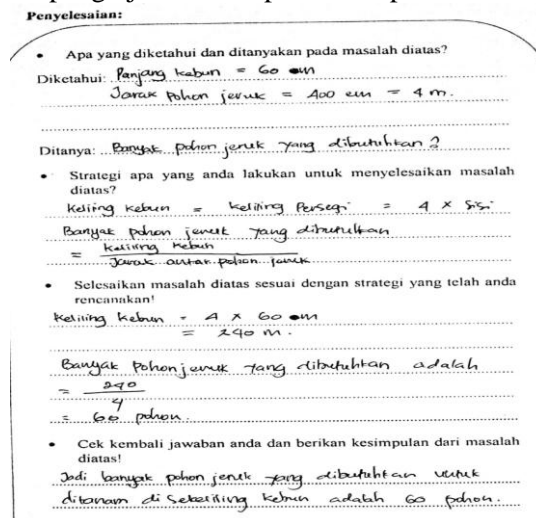 Penyelesaian:
• Apa yang diketahui dan ditanyakan pada masalah diatas?
Diketahui: Panjang kebun = 60 m
Jarak pohon jeruk = 400 cm = 4 m.
Ditanya: Banyak pohon jeruk yang dibutuhkan?
• Strategi apa yang anda lakukan untuk menyelesaikan masalah
diatas?
Keliling kebun = Keliling Persegi = 4 x Sisi
Banyak pohon jeruk yang dibutuhkan
= Keliling kebun
Jarak antar pohon jeruk
• Selesaikan masalah diatas sesuai dengan strategi yang telah anda
rencanakan!
Keliling kebun = 4 x 60 m
= 240 m.
Banyak Pohon jeruk yang dibutuhkan adalah
= 240
4
= 60 pohon.
• Cek kembali jawaban anda dan berikan kesimpulan dari masalah
diatas!
Jadi banyak pohon jeruk yang dibutuhkan untuk
ditanam di sekeliling kebun adalah 60 pohon.